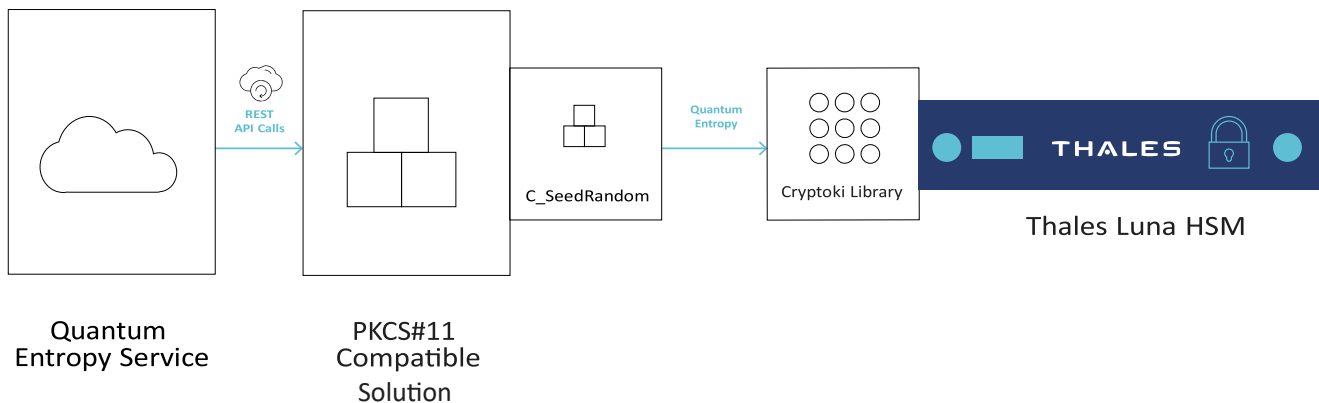 REST
API Calls
C_SeedRandom
Quantum
Entropy
Cryptoki Library
THALES
Thales Luna HSM
Quantum
Entropy Service
PKCS#11
Compatible
Solution